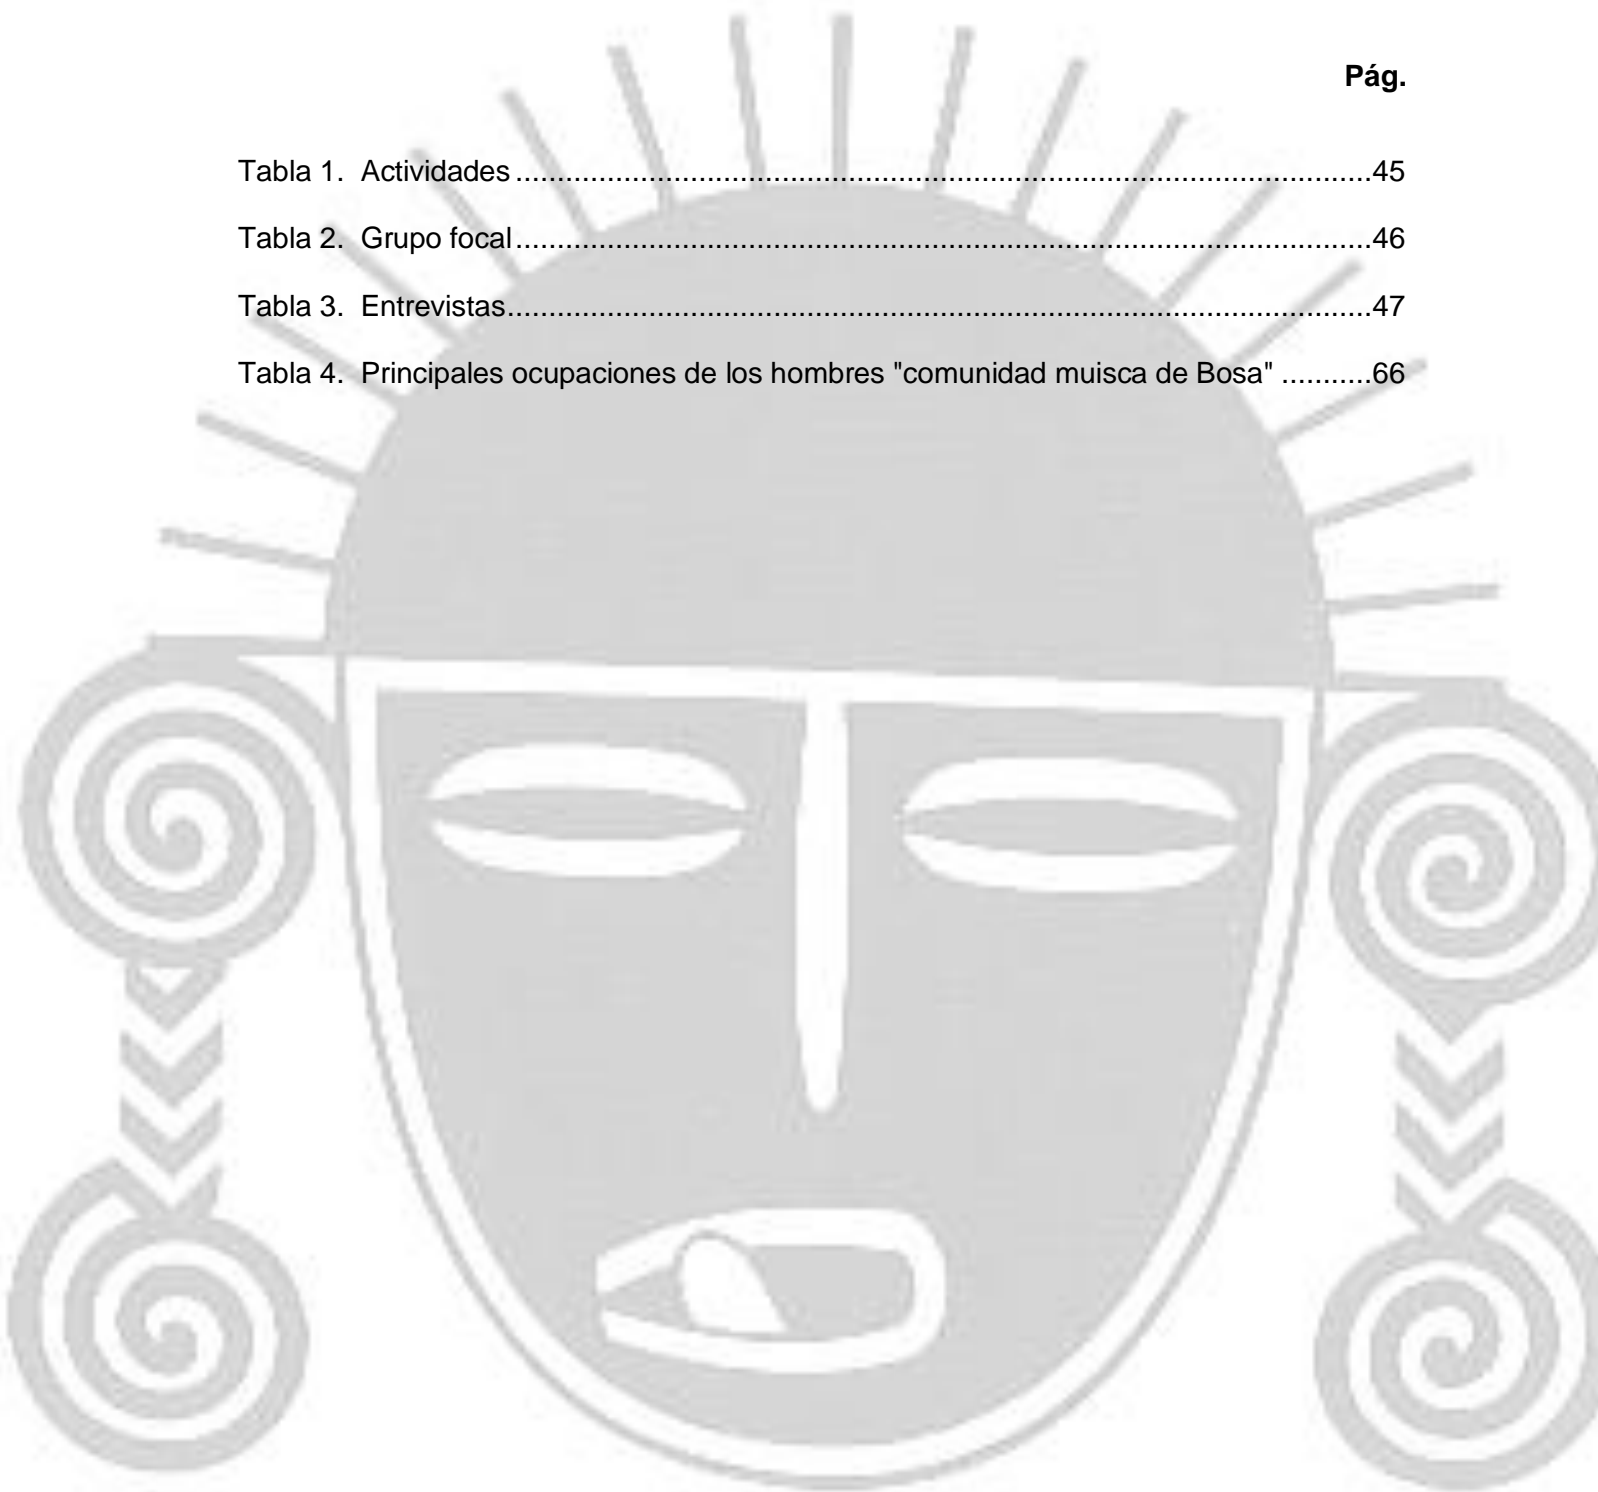 Pág.
Tabla 1. Actividades ........................................................................................................45
Tabla 2. Grupo focal ........................................................................................................46
Tabla 3. Entrevistas.........................................................................................................47
Tabla 4. Principales ocupaciones de los hombres "comunidad muisca de Bosa" ...........66